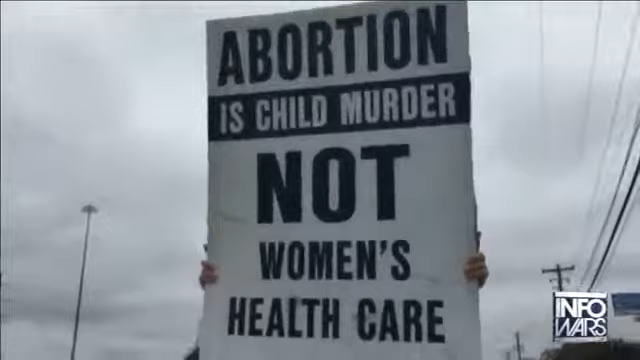 ABORTION
IS CHILD MURDER
NOT
WOMEN'S
HEALTH CARE
INFO
WARS